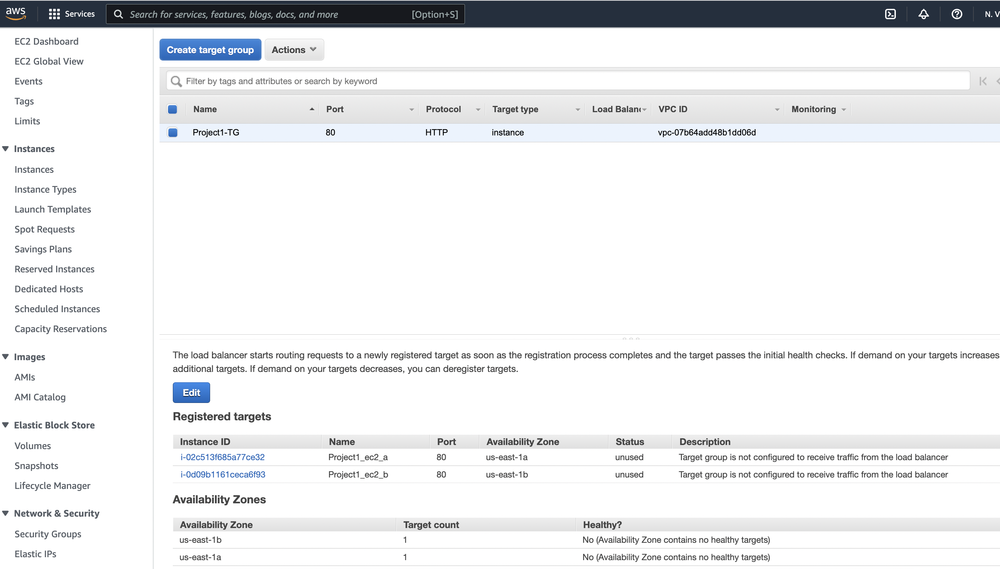 aws
Services
Search for services, features, blogs, docs, and more
[Option+S]
N. V
EC2 Dashboard
EC2 Global View
Events
Tags
Limits
Instances
Instances
Instance Types
Launch Templates
Spot Requests
Savings Plans
Reserved Instances
Dedicated Hosts
Scheduled Instances
Capacity Reservations
Images
AMIs
AMI Catalog
Elastic Block Store
Volumes
Snapshots
Lifecycle Manager
Network & Security
Security Groups
Elastic IPs
Create target group
Actions
Filter by tags and attributes or search by keyword
Name Port Protocol Target type Load Balanc VPC ID Monitoring
Project1-TG 80 HTTP instance vpc-07b64add48b1dd06d
The load balancer starts routing requests to a newly registered target as soon as the registration process completes and the target passes the initial health checks. If demand on your targets increases
additional targets. If demand on your targets decreases, you can deregister targets.
Edit
Registered targets
Instance ID Name Port Availability Zone Status Description
i-02c513f685a77ce32 Project1_ec2_a 80 us-east-1a unused Target group is not configured to receive traffic from the load balancer
i-0d09b1161ceca6f93 Project1_ec2_b 80 us-east-1b unused Target group is not configured to receive traffic from the load balancer
Availability Zones
Availability Zone Target count Healthy?
us-east-1b 1 No (Availability Zone contains no healthy targets)
us-east-1a 1 No (Availability Zone contains no healthy targets)